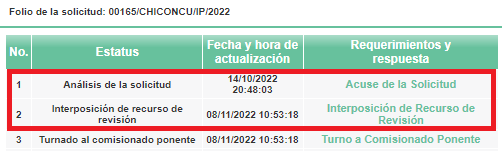 Folio de la solicitud: 00165/CHICONCU/IP/2022
No. Estatus Fecha y hora de actualización Requerimientos y respuesta
1 Análisis de la solicitud 14/10/2022 20:48:03 Acuse de la Solicitud
2 Interposición de recurso de revisión 08/11/2022 10:53:18 Interposición de Recurso de Revisión
3 Turnado al comisionado ponente 08/11/2022 10:53:18 Turno a Comisionado Ponente